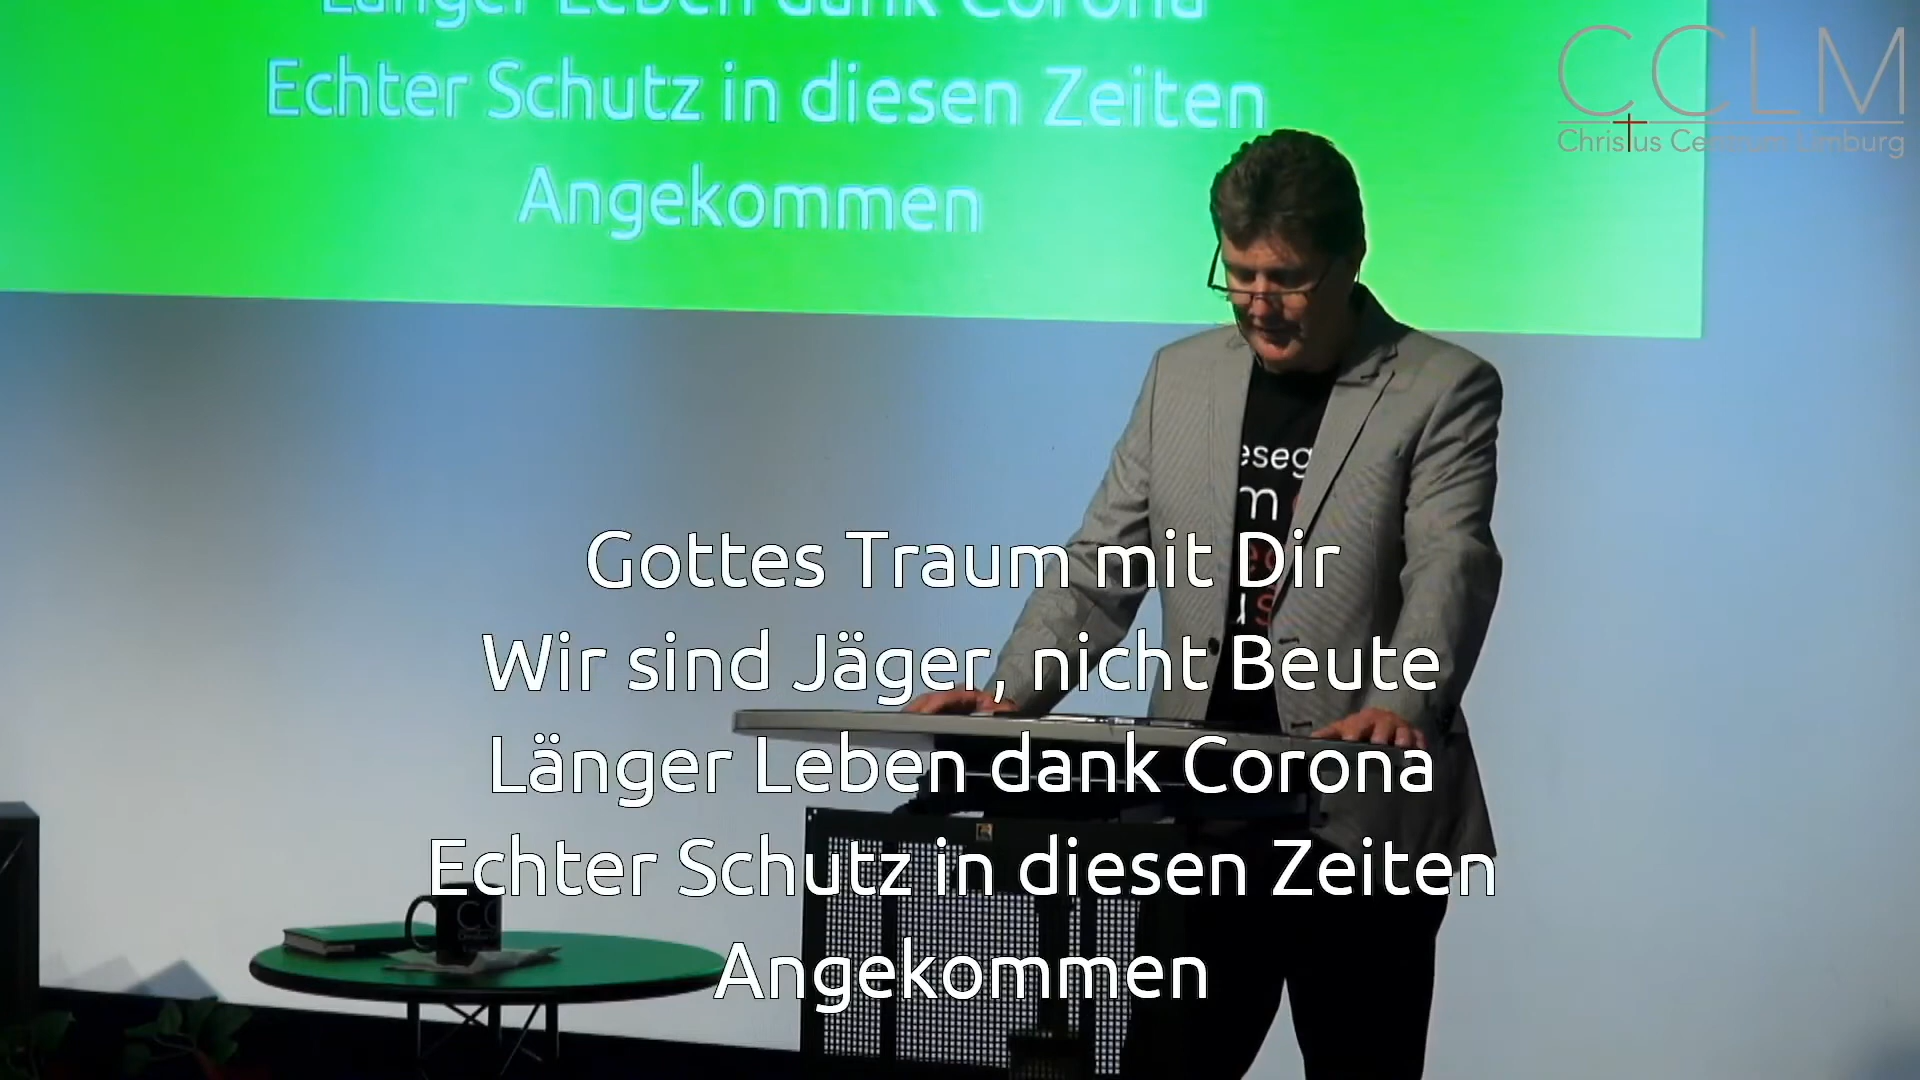 Länger Leben dank Corona
Echter Schutz in diesen Zeiten
Angekommen
CCLM
Christus Centrum Limburg
eseg
m
u
Gottes Traum mit Dir
Wir sind Jäger, nicht Beute
Länger Leben dank Corona
Echter Schutz in diesen Zeiten
Angekommen